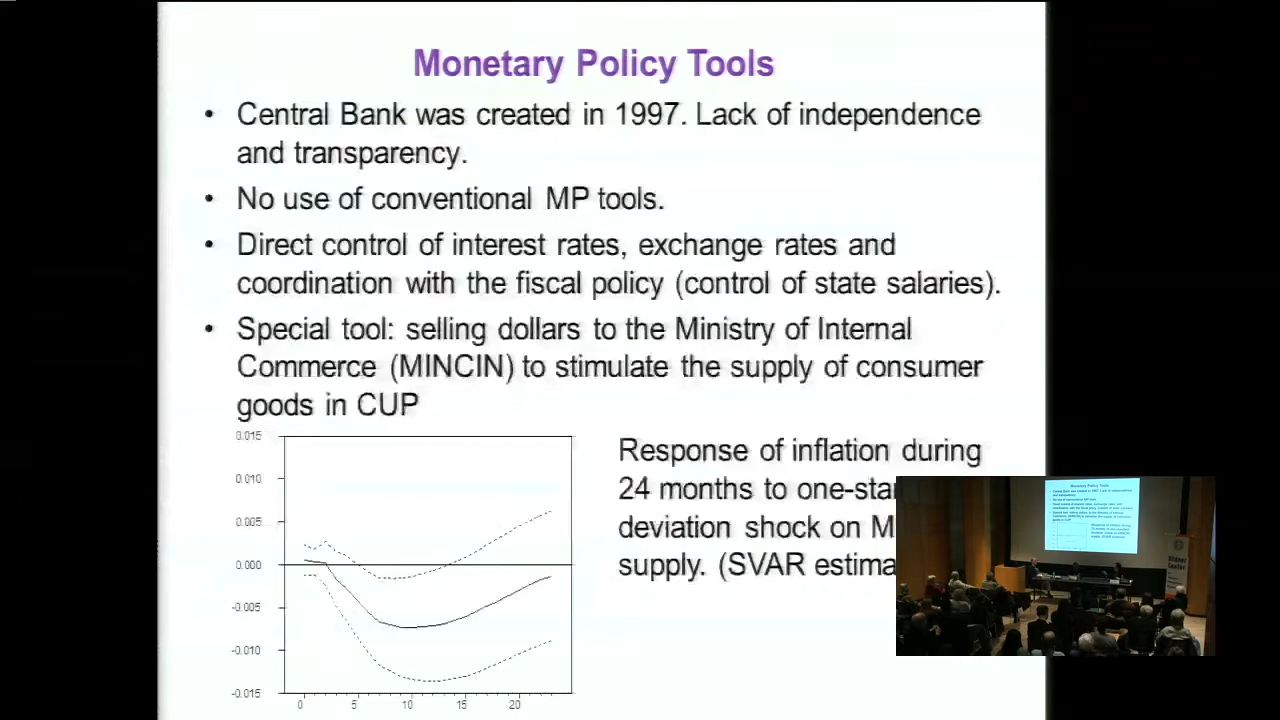 Monetary Policy Tools
• Central Bank was created in 1997. Lack of independence
and transparency.
• No use of conventional MP tools.
• Direct control of interest rates, exchange rates and
coordination with the fiscal policy (control of state salaries).
• Special tool: selling dollars to the Ministry of Internal
Commerce (MINCIN) to stimulate the supply of consumer
goods in CUP
0.015
0.010
0.005
0.000
-0.005
-0.010
-0.015
0 5 10 15 20
Response of inflation during
24 months to
deviation shock on
supply. (SVAR
Monetary Policy Tools